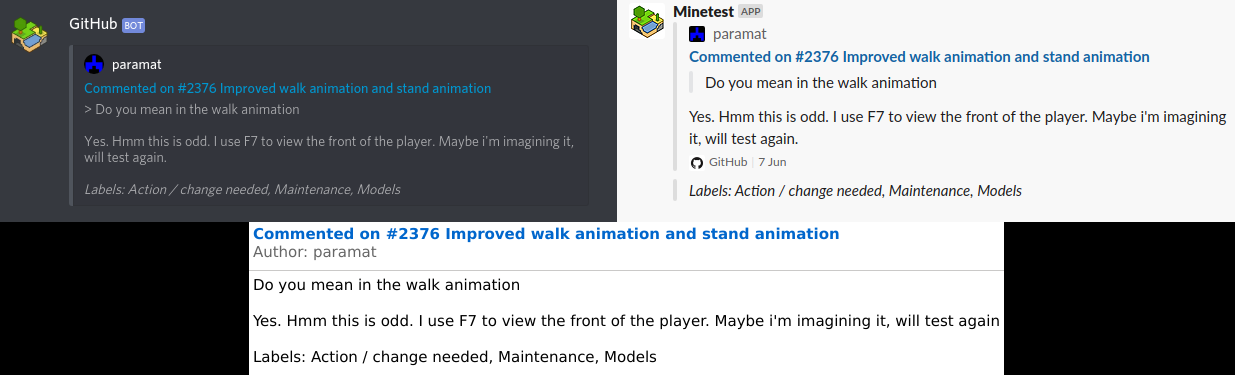 GitHub BOT
paramat
Commented on #2376 Improved walk animation and stand animation
> Do you mean in the walk animation
Yes. Hmm this is odd. I use F7 to view the front of the player. Maybe i'm imagining it,
will test again.
Labels: Action / change needed, Maintenance, Models
Minetest APP
paramat
Commented on #2376 Improved walk animation and stand animation
Do you mean in the walk animation
Yes. Hmm this is odd. I use F7 to view the front of the player. Maybe i'm imagining
it, will test again.
GitHub | 7 Jun
Labels: Action / change needed, Maintenance, Models
Commented on #2376 Improved walk animation and stand animation
Author: paramat
Do you mean in the walk animation
Yes. Hmm this is odd. I use F7 to view the front of the player. Maybe i'm imagining it, will test again
Labels: Action / change needed, Maintenance, Models